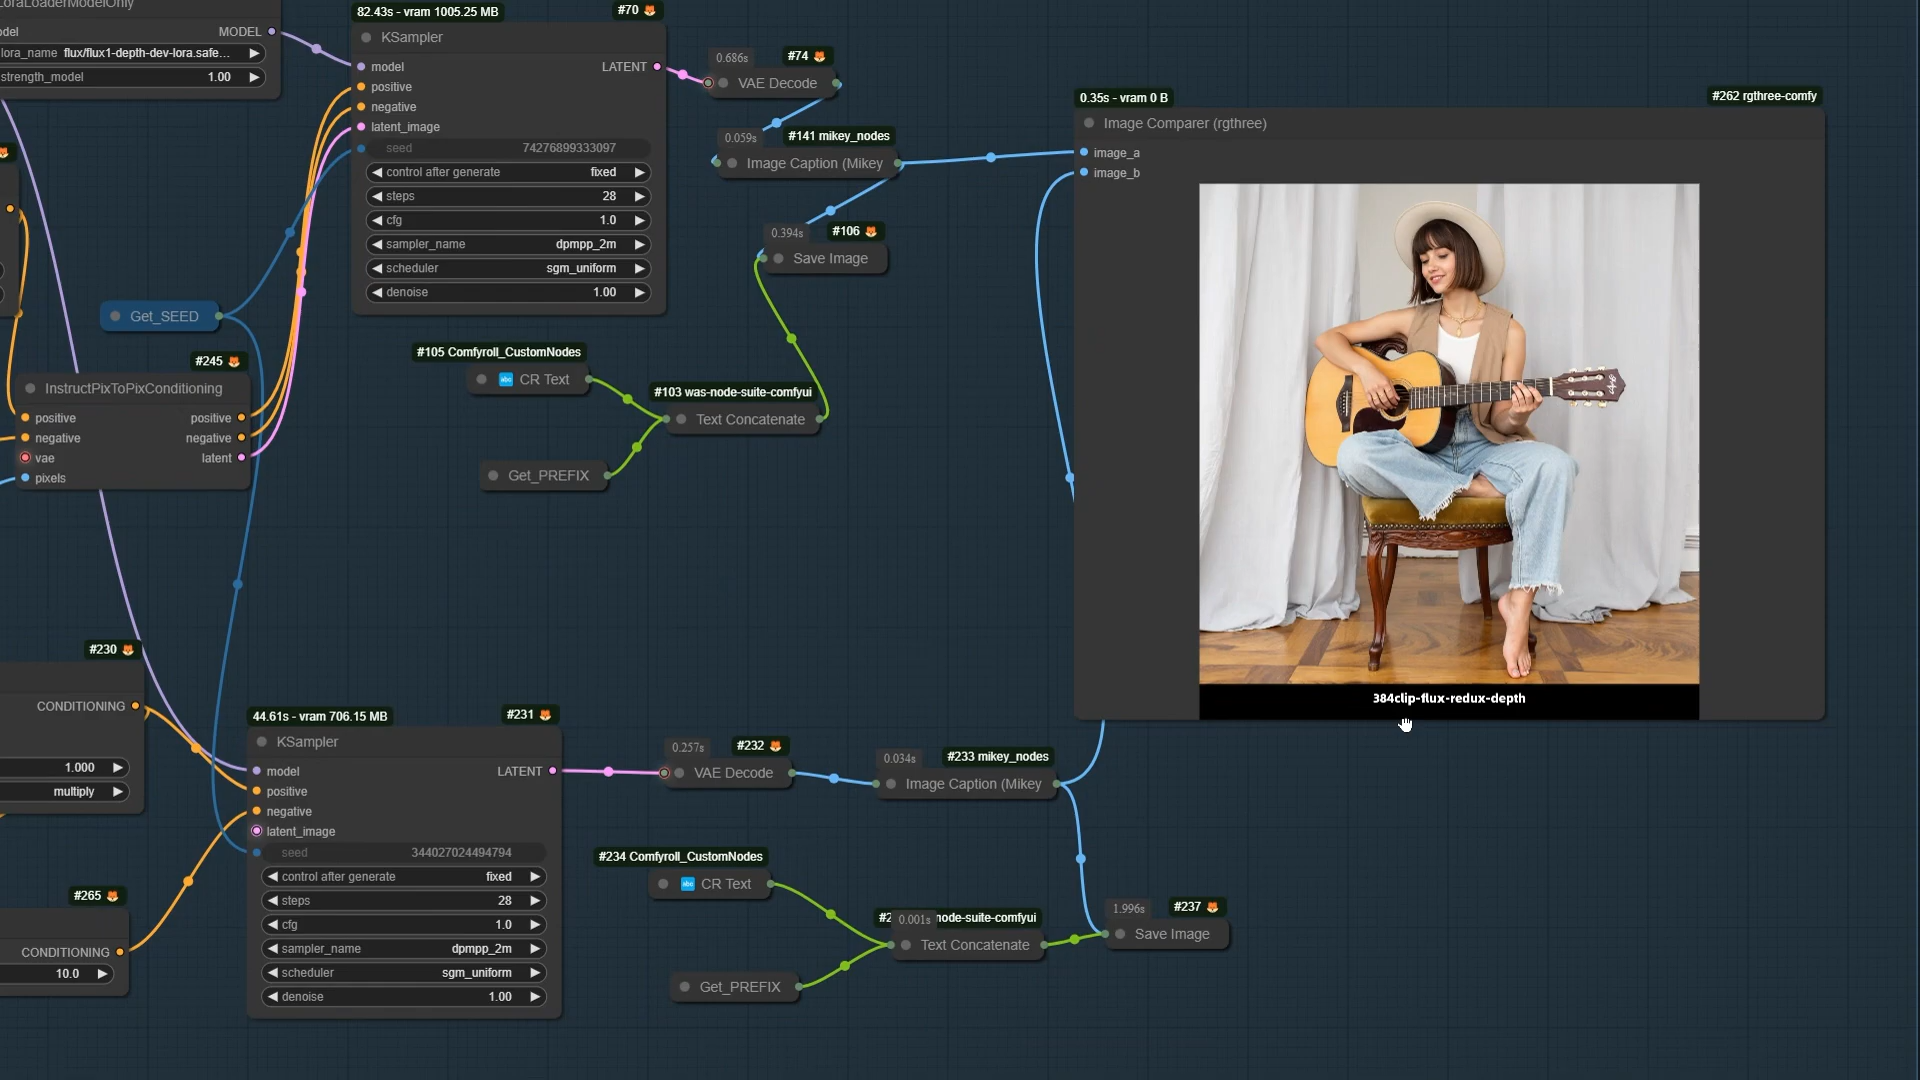 LoraLoaderModelOnly
model
MODEL
lora_name flux/flux1-depth-dev-lora.safe...
strength_model 1.00
82.43s - vram 1005.25 MB
#70
KSampler
model
LATENT
positive
negative
latent_image
seed 74276899333097
control after generate fixed
steps 28
cfg 1.0
sampler_name dpmpp_2m
scheduler sgm_uniform
denoise 1.00
0.686s
#74
VAE Decode
0.059s
#141 mikey_nodes
Image Caption (Mikey
0.394s
#106
Save Image
0.35s - vram 0 B
#262 rgthree-comfy
Image Comparer (rgthree)
image_a
image_b
384clip-flux-redux-depth
Get_SEED
#245
InstructPixToPixConditioning
positive positive
negative negative
vae latent
pixels
#105 Comfyroll_CustomNodes
abc CR Text
#103 was-node-suite-comfyui
Text Concatenate
Get_PREFIX
#230
CONDITIONING
1.000
multiply
#265
CONDITIONING
10.0
44.61s - vram 706.15 MB
#231
KSampler
model LATENT
positive
negative
latent_image
seed 344027024494794
control after generate fixed
steps 28
cfg 1.0
sampler_name dpmpp_2m
scheduler sgm_uniform
denoise 1.00
0.257s
#232
VAE Decode
0.034s
#233 mikey_nodes
Image Caption (Mikey
#234 Comfyroll_CustomNodes
abc CR Text
0.001s
node-suite-comfyui
Text Concatenate
Get_PREFIX
1.996s
#237
Save Image